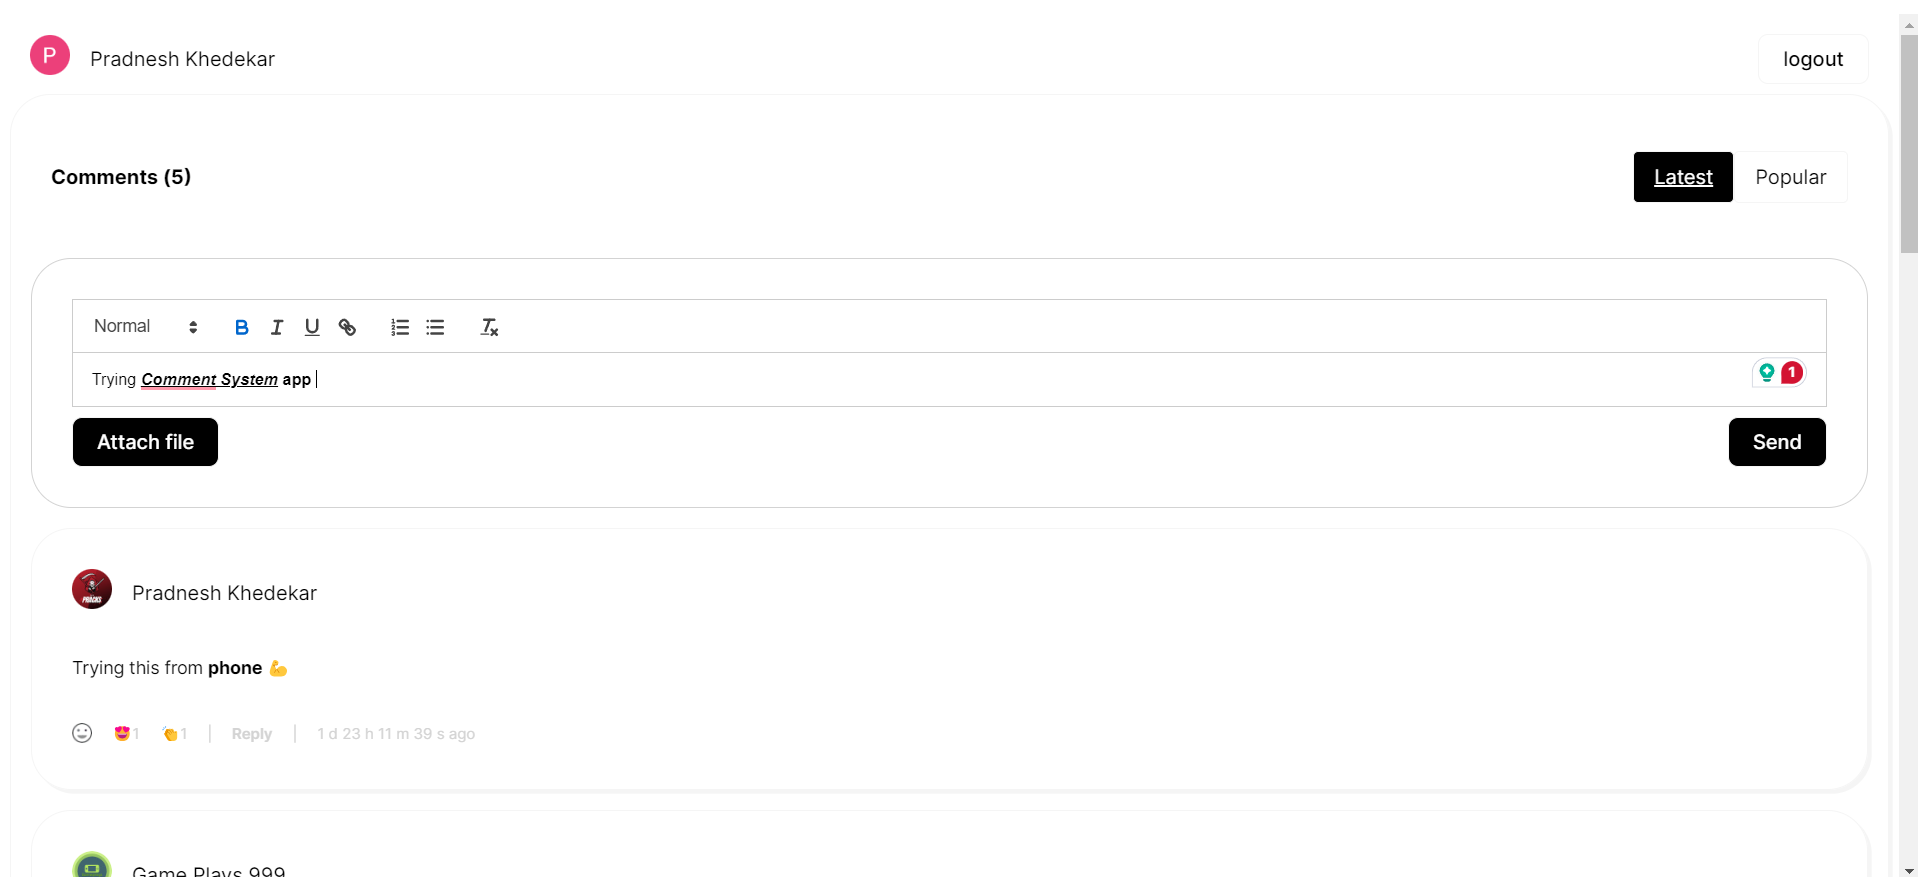 P Pradnesh Khedekar logout
Comments (5) Latest Popular
Normal B I U
Trying Comment System app 1
Attach file Send
PRACKS
Pradnesh Khedekar
Trying this from phone 💪
😍 1 👏 1 | Reply | 1 d 23 h 11 m 39 s ago
Game Plays 999